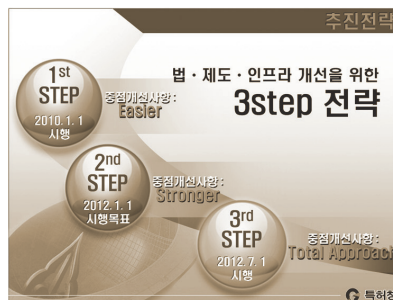 추진전략
법·제도·인프라 개선을 위한
3step 전략
1st
STEP
2010. 1. 1
시행
중점개선사항 :
Easier
2nd
STEP
2012. 1. 1
시행목표
중점개선사항 :
Stronger
3rd
STEP
2012. 7. 1
시행
중점개선사항 :
Total Approach
특허청